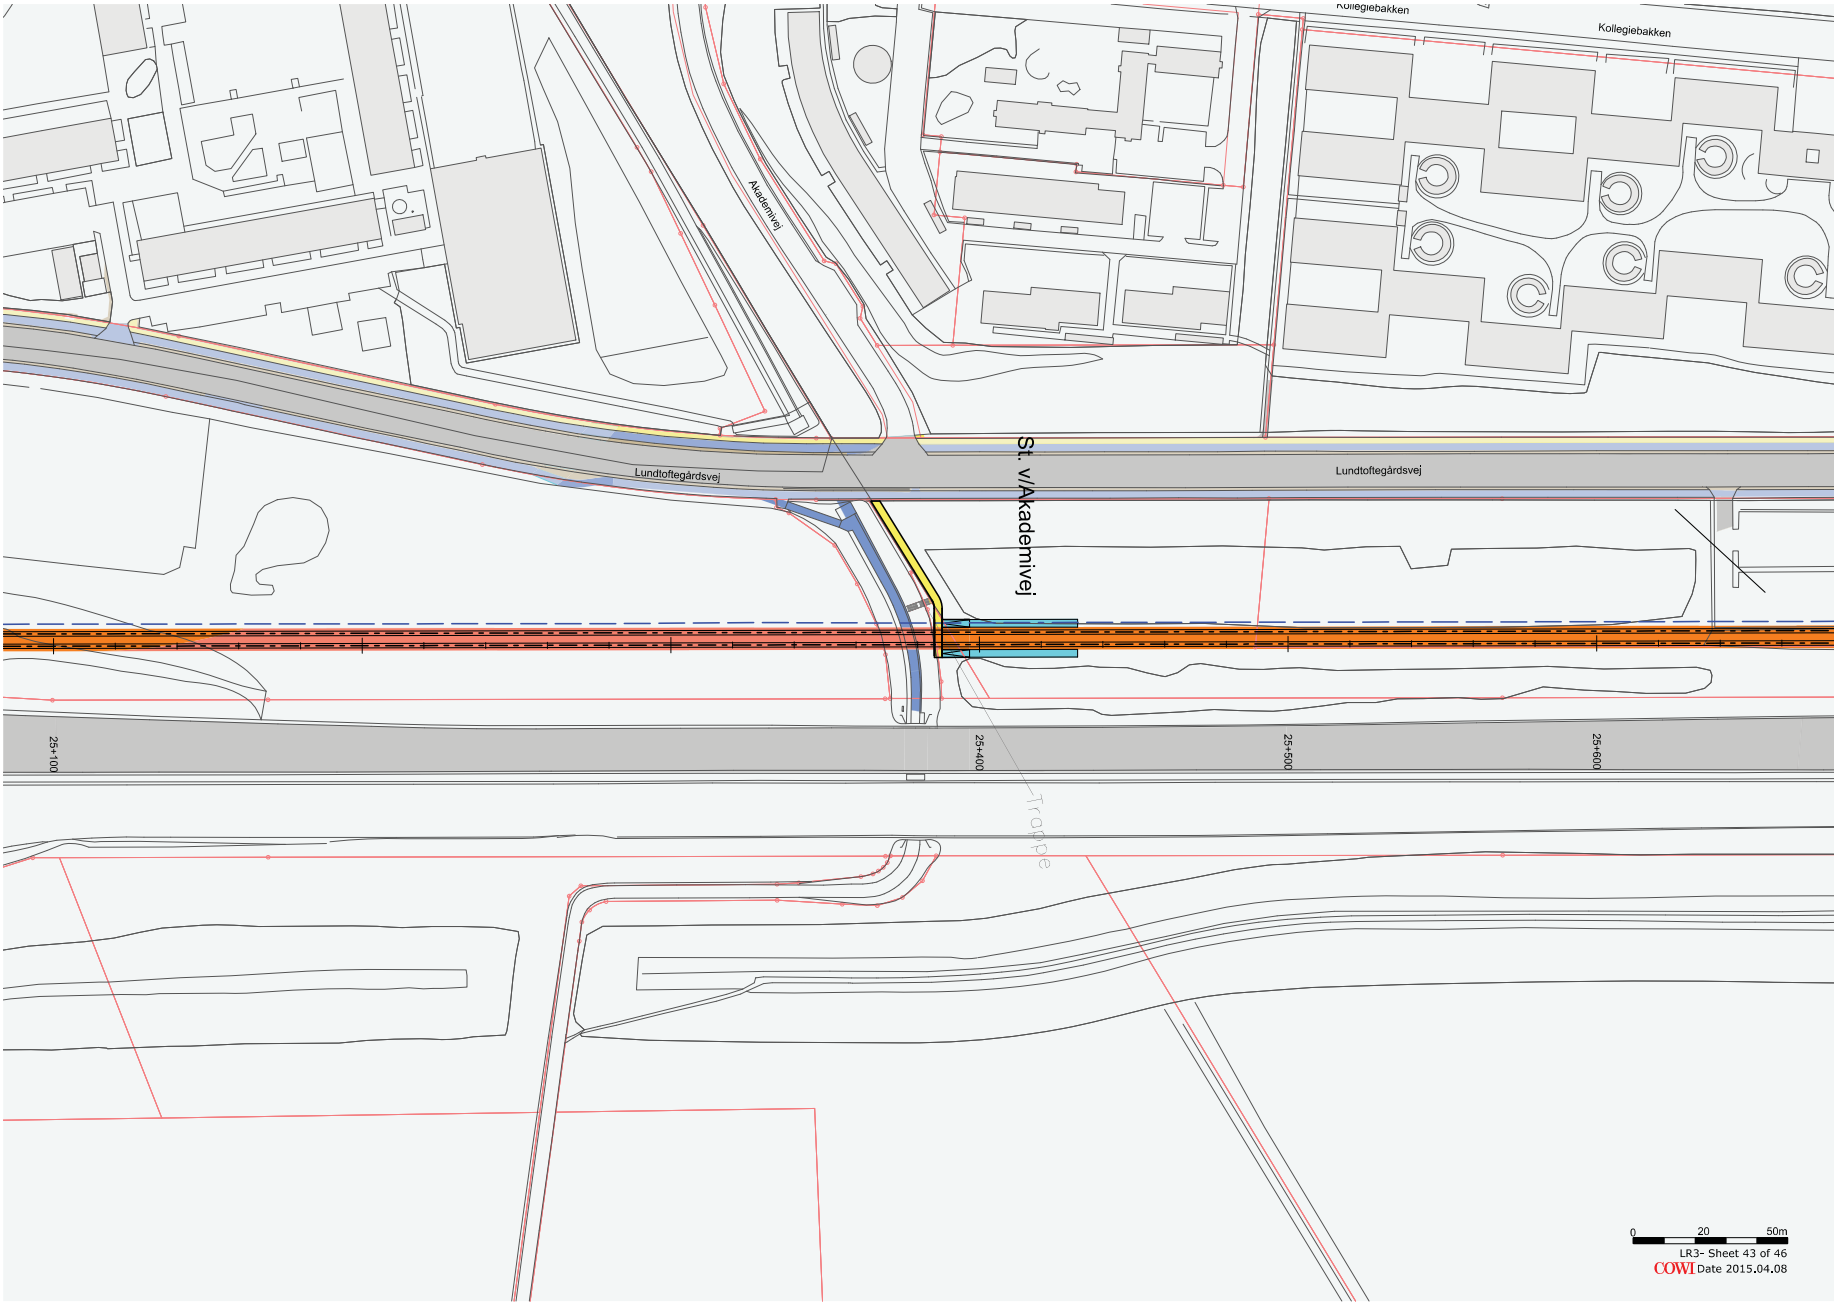 Kollegiebakken
Kollegiebakken
Akademivej
St. v/Akademivej
Lundtoftegårdsvej
Lundtoftegårdsvej
25+100
25+400
25+500
25+600
Trappe
0 20 50m
LR3- Sheet 43 of 46
COWI Date 2015.04.08